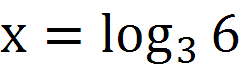 x = log₃ 6